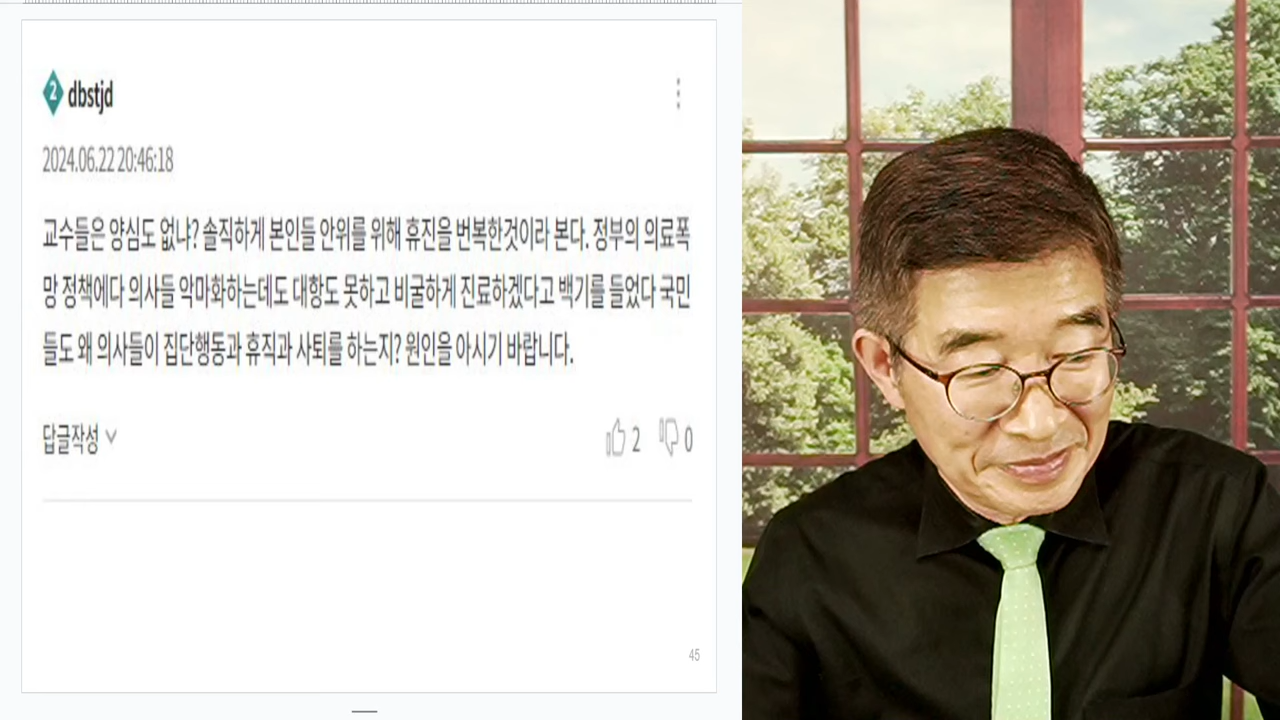 2 dbstjd
2024.06.22 20:46:18
교수들은 양심도 없냐? 솔직하게 본인들 안위를 위해 휴진을 번복한것이라 본다. 정부의 의료폭
망 정책에다 의사들 악마화하는데도 대항도 못하고 비굴하게 진료하겠다고 백기를 들었다 국민
들도 왜 의사들이 집단행동과 휴직과 사퇴를 하는지? 원인을 아시기 바랍니다.
답글작성
2 0
45